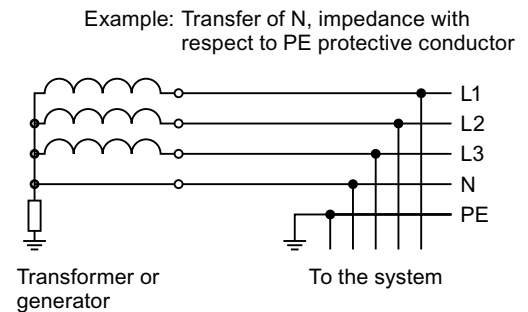 Example: Transfer of N, impedance with
respect to PE protective conductor
L1
L2
L3
N
PE
Transformer or
generator
To the system